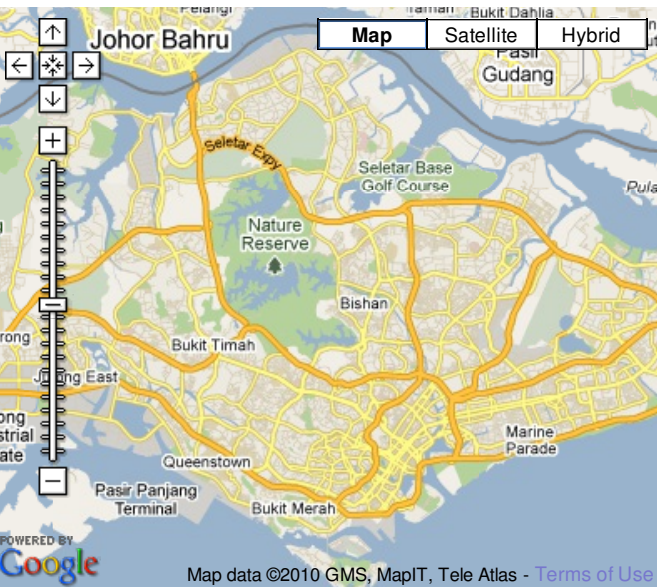 Pelangi
Taman
Bukit Dahlia
Johor Bahru
Map
Satellite
Hybrid
Pasir
Gudang
Seletar Expy
Seletar Base
Golf Course
Pula
Nature
Reserve
Bishan
rong
Bukit Timah
Jurong East
ong
strial
ate
Marine
Parade
Queenstown
Pasir Panjang
Terminal
Bukit Merah
POWERED BY
Google
Map data ©2010 GMS, MapIT, Tele Atlas - Terms of Use